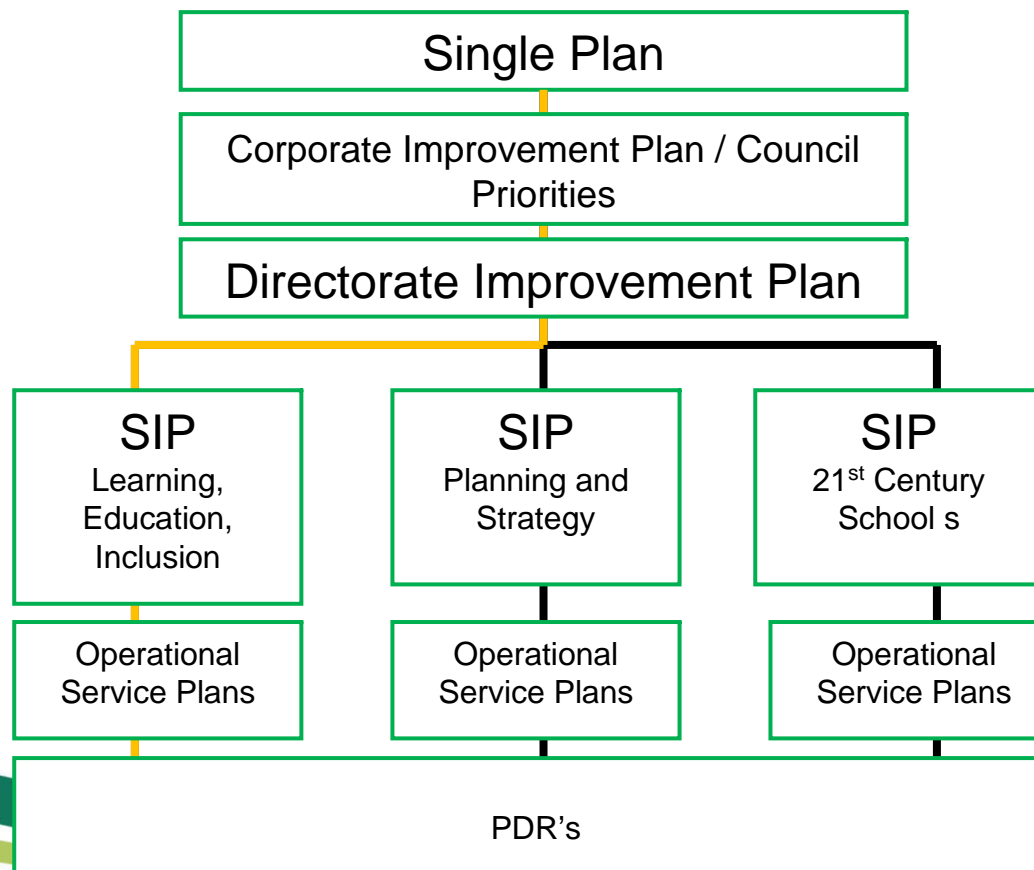 Single Plan
Corporate Improvement Plan / Council
Priorities
Directorate Improvement Plan
SIP
Learning,
Education,
Inclusion
SIP
Planning and
Strategy
SIP
21st Century
School s
Operational
Service Plans
Operational
Service Plans
Operational
Service Plans
PDR's